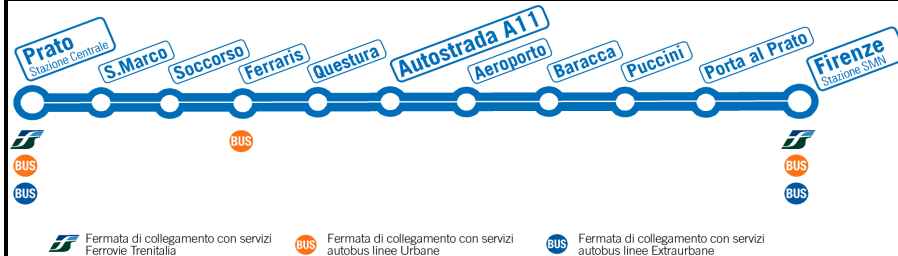 Prato
Stazione Centrale
S.Marco
Soccorso
Ferraris
Questura
Autostrada A11
Aeroporto
Baracca
Puccini
Porta al Prato
Firenze
Stazione SMN
BUS
BUS
BUS
BUS
BUS
Fermata di collegamento con servizi
Ferrovie Trenitalia
BUS
Fermata di collegamento con servizi
autobus linee Urbane
BUS
Fermata di collegamento con servizi
autobus linee Extraurbane